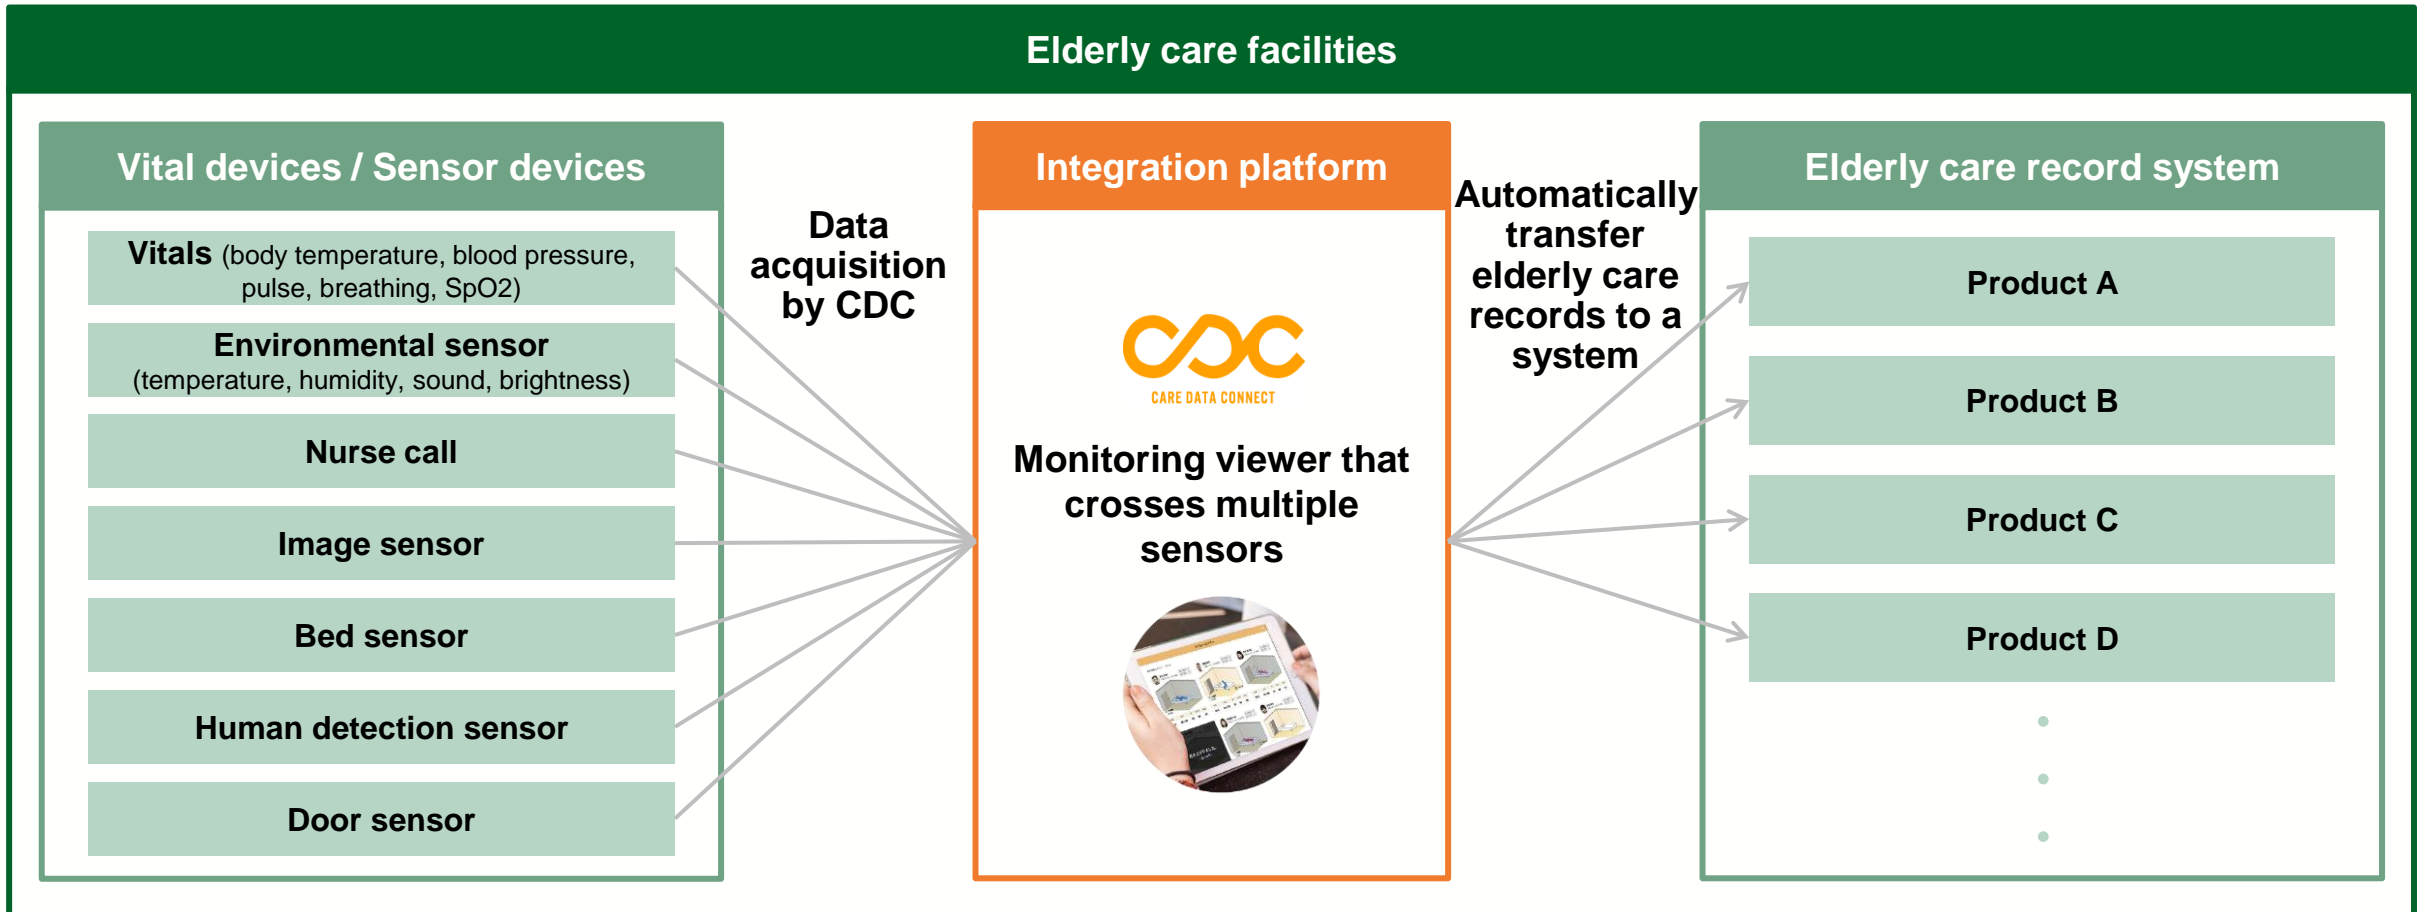 Elderly care facilities
Vital devices / Sensor devices
Vitals (body temperature, blood pressure,
pulse, breathing, SpO2)
Environmental sensor
(temperature, humidity, sound, brightness)
Nurse call
Image sensor
Bed sensor
Human detection sensor
Door sensor
Data
acquisition
by CDC
Integration platform
CDC
CARE DATA CONNECT
Monitoring viewer that
crosses multiple
sensors
Automatically
transfer
elderly care
records to a
system
Elderly care record system
Product A
Product B
Product C
Product D